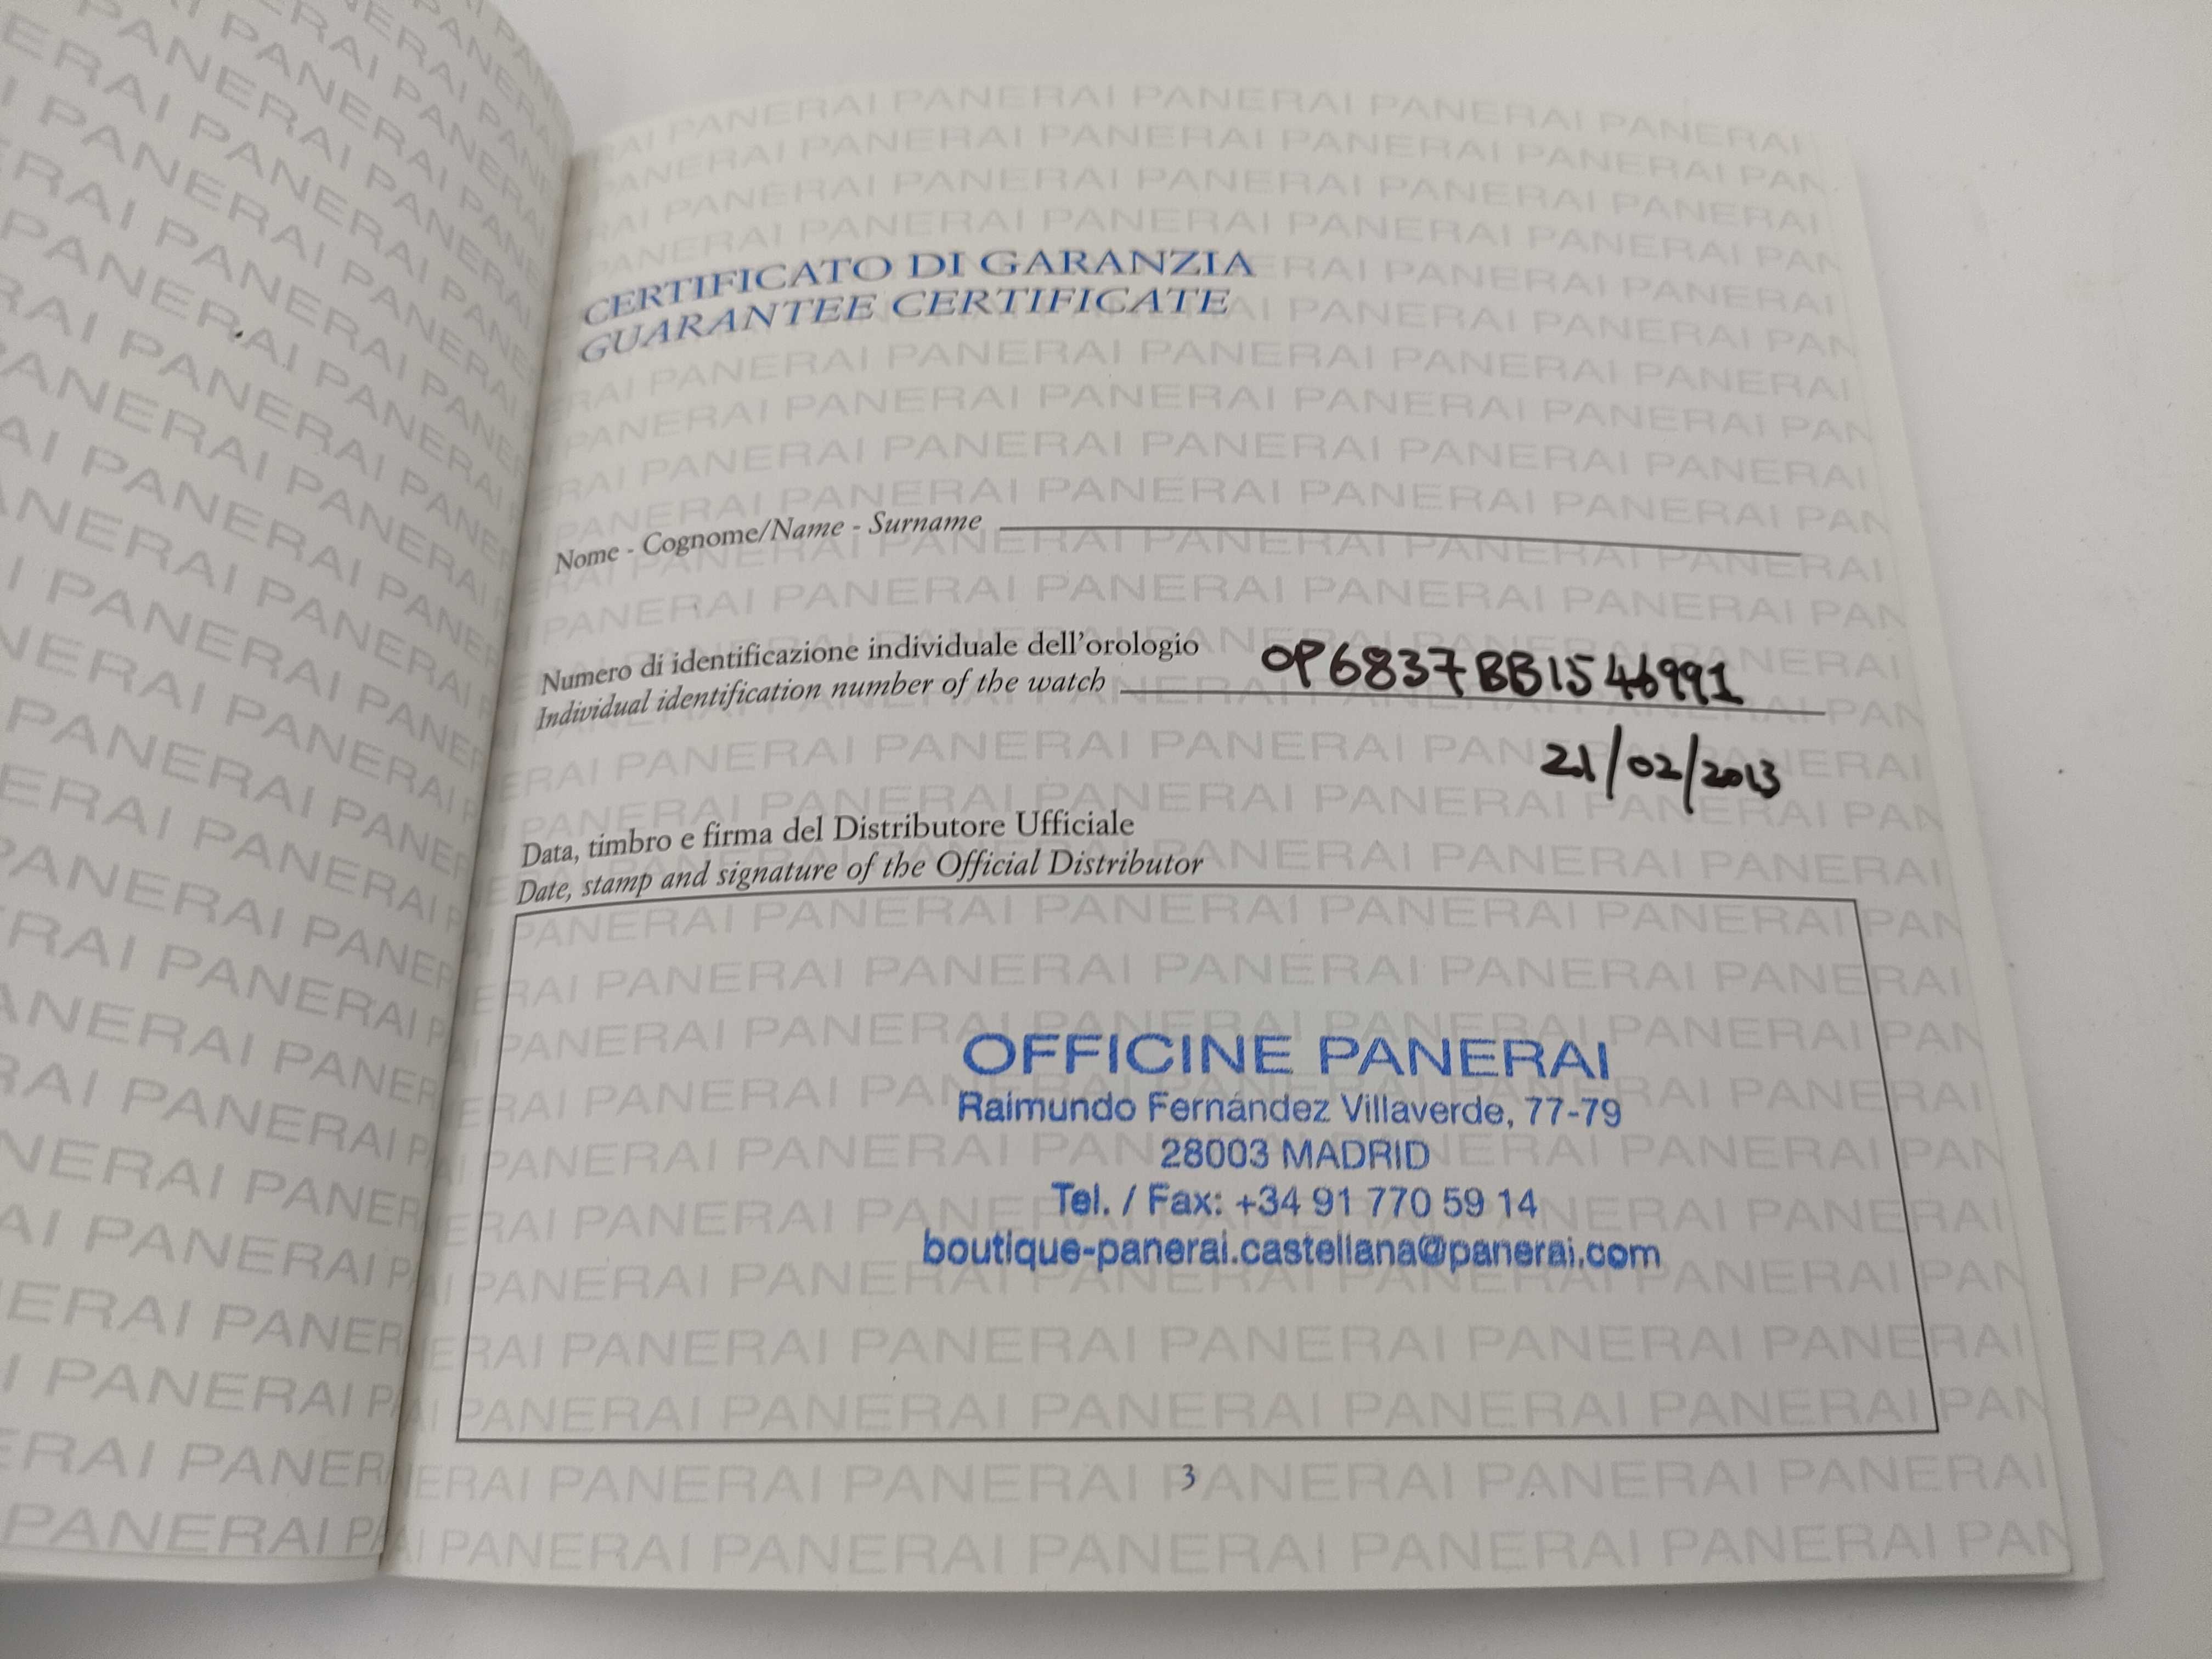 CERTIFICATO DI GARANZIA
GUARANTEE CERTIFICATE
Nome - Cognome/Name - Surname
Numero di identificazione individuale dell'orologio
Individual identification number of the watch OP6837BB1546991
21/02/2013
Data, timbro e firma del Distributore Ufficiale
Date, stamp and signature of the Official Distributor
OFFICINE PANERAI
Raimundo Fernández Villaverde, 77-79
28003 MADRID
Tel. / Fax: +34 91 770 59 14
boutique-panerai.castellana@panerai.com
3